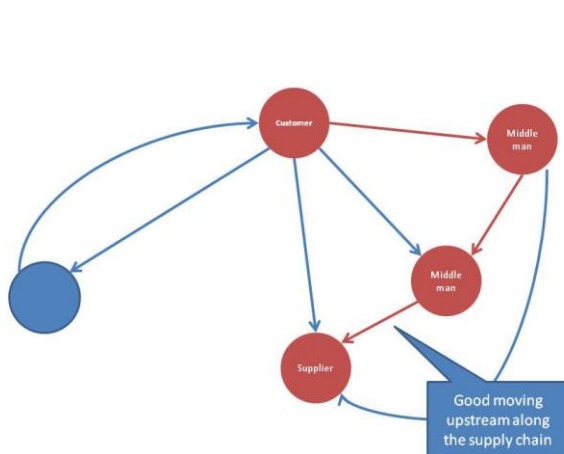 Customer
Middle
man
Middle
man
Supplier
Good moving
upstream along
the supply chain